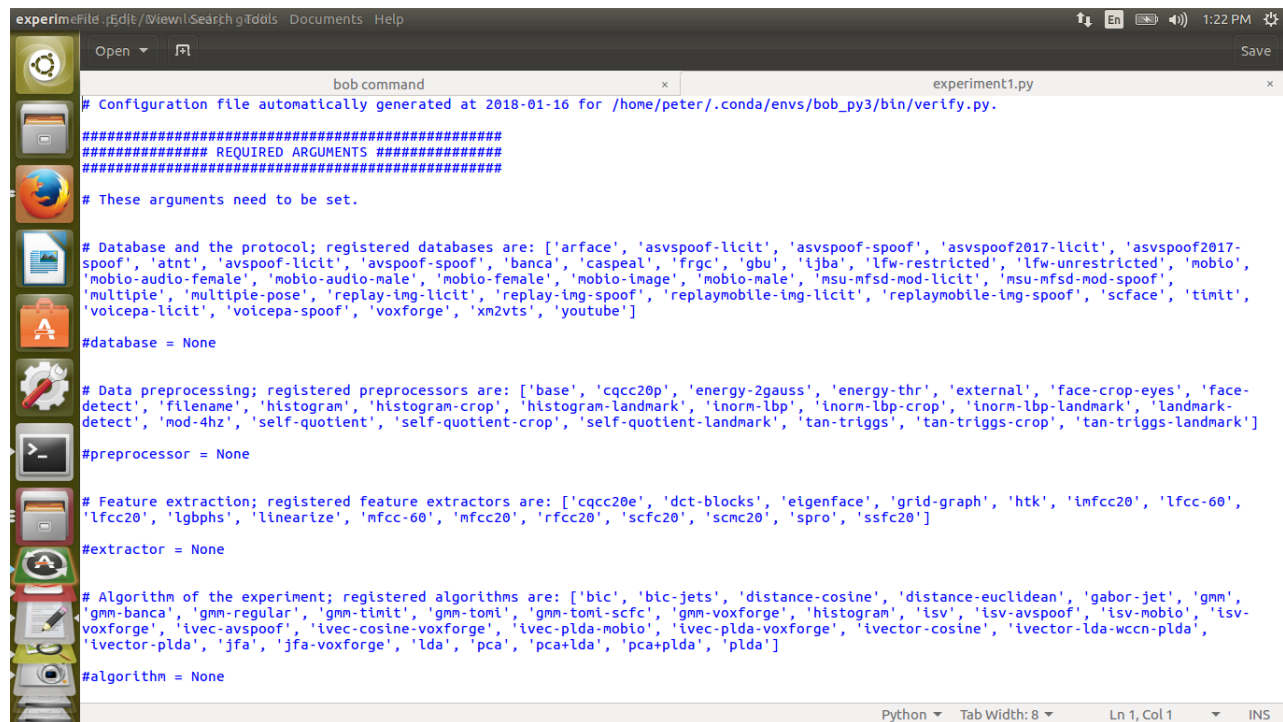 experime File Edit View Search Tools Documents Help En 1:22 PM
Open Save
bob command × experiment1.py ×
# Configuration file automatically generated at 2018-01-16 for /home/peter/.conda/envs/bob_py3/bin/verify.py.
##################################################
############### REQUIRED ARGUMENTS ###############
##################################################
# These arguments need to be set.
# Database and the protocol; registered databases are: ['arface', 'asvspoof-licit', 'asvspoof-spoof', 'asvspoof2017-licit', 'asvspoof2017-
spoof', 'atnt', 'avspoof-licit', 'avspoof-spoof', 'banca', 'caspeal', 'frgc', 'gbu', 'ijba', 'lfw-restricted', 'lfw-unrestricted', 'mobio',
'mobio-audio-female', 'mobio-audio-male', 'mobio-female', 'mobio-image', 'mobio-male', 'msu-mfsd-mod-licit', 'msu-mfsd-mod-spoof',
'multipie', 'multipie-pose', 'replay-img-licit', 'replay-img-spoof', 'replaymobile-img-licit', 'replaymobile-img-spoof', 'scface', 'timit',
'voicepa-licit', 'voicepa-spoof', 'voxforge', 'xm2vts', 'youtube']
#database = None
# Data preprocessing; registered preprocessors are: ['base', 'cqcc20p', 'energy-2gauss', 'energy-thr', 'external', 'face-crop-eyes', 'face-
detect', 'filename', 'histogram', 'histogram-crop', 'histogram-landmark', 'inorm-lbp', 'inorm-lbp-crop', 'inorm-lbp-landmark', 'landmark-
detect', 'mod-4hz', 'self-quotient', 'self-quotient-crop', 'self-quotient-landmark', 'tan-triggs', 'tan-triggs-crop', 'tan-triggs-landmark']
#preprocessor = None
# Feature extraction; registered feature extractors are: ['cqcc20e', 'dct-blocks', 'eigenface', 'grid-graph', 'htk', 'imfcc20', 'lfcc-60',
'lfcc20', 'lgbphs', 'linearize', 'mfcc-60', 'mfcc20', 'rfcc20', 'scfc20', 'scmc20', 'spro', 'ssfc20']
#extractor = None
# Algorithm of the experiment; registered algorithms are: ['bic', 'bic-jets', 'distance-cosine', 'distance-euclidean', 'gabor-jet', 'gmm',
'gmm-banca', 'gmm-regular', 'gmm-timit', 'gmm-tomi', 'gmm-tomi-scfc', 'gmm-voxforge', 'histogram', 'isv', 'isv-avspoof', 'isv-mobio', 'isv-
voxforge', 'ivec-avspoof', 'ivec-cosine-voxforge', 'ivec-plda-mobio', 'ivec-plda-voxforge', 'ivector-cosine', 'ivector-lda-wccn-plda',
'ivector-plda', 'jfa', 'jfa-voxforge', 'lda', 'pca', 'pca+lda', 'pca+plda', 'plda']
#algorithm = None
Python Tab Width: 8 Ln 1, Col 1 INS